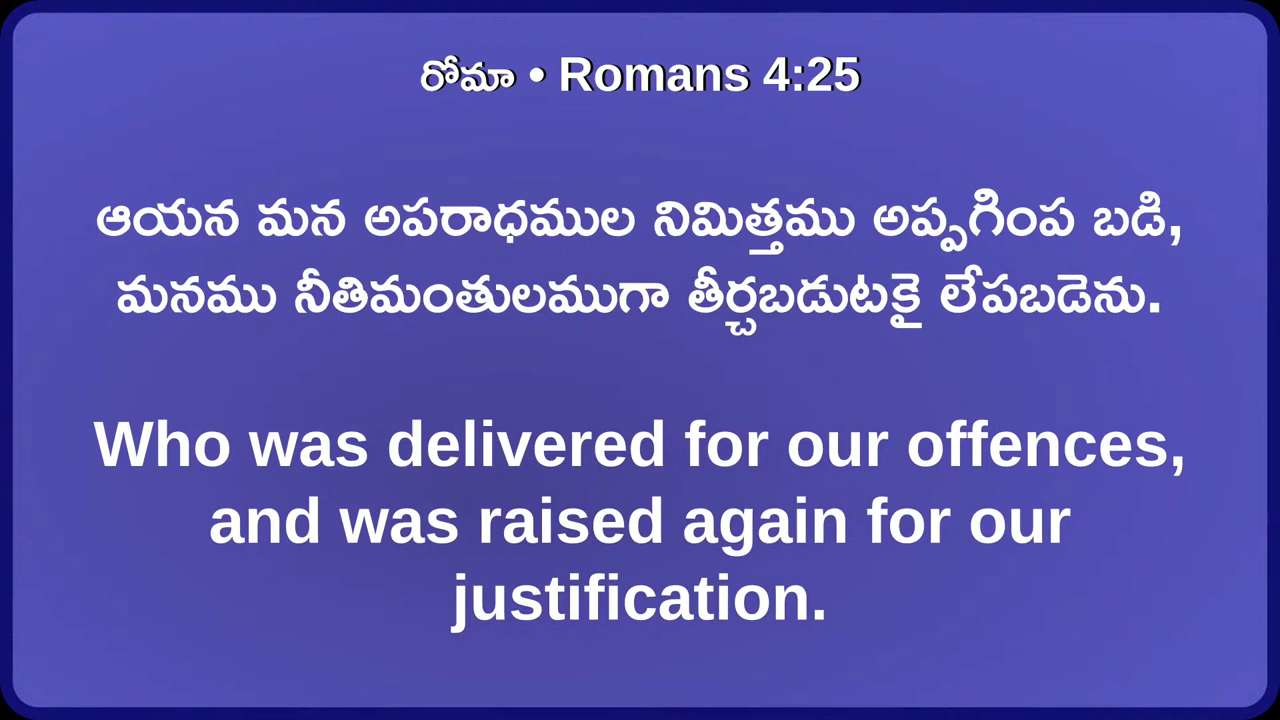 రోమా • Romans 4:25
ఆయన మన అపరాధముల నిమిత్తము అప్పగింప బడి,
మనము నీతిమంతులముగా తీర్చబడుటకై లేపబడెను.
Who was delivered for our offences,
and was raised again for our
justification.